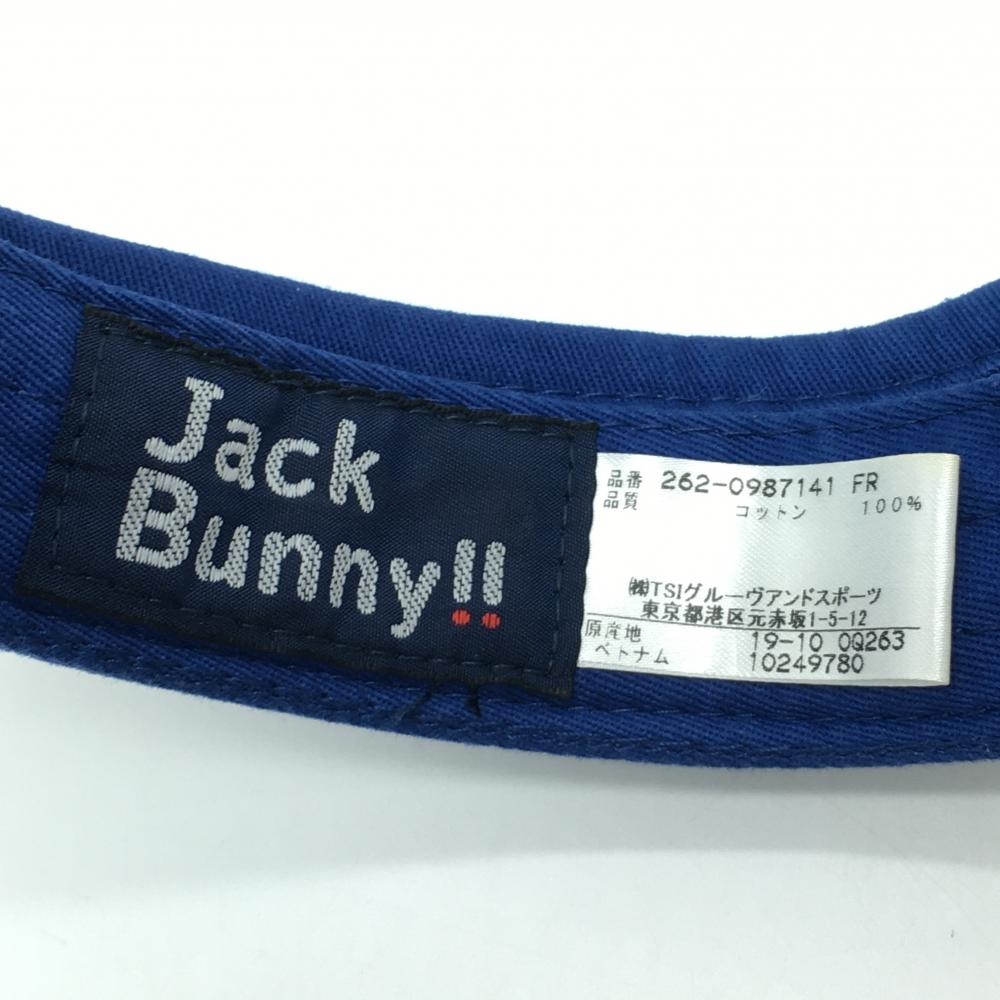 Jack
Bunny!!
品番 262-0987141 FR
品質 コットン 100%
㈱TSIグルーヴアンドスポーツ
東京都港区元赤坂1-5-12
原産地 19-10 0Q263
ベトナム 10249780